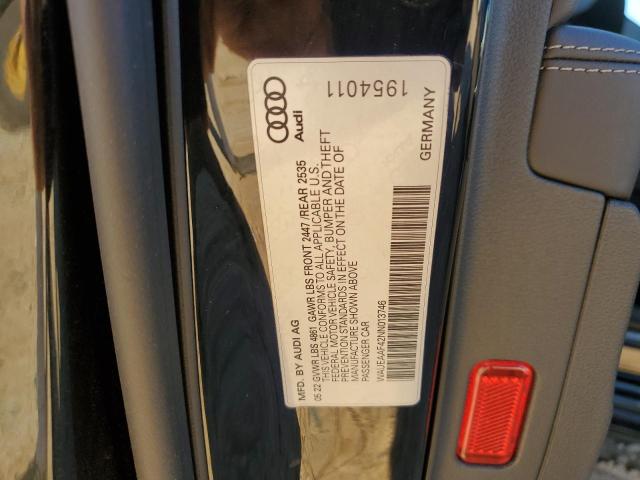 MFD. BY AUDI AG
Audi
05-22 GVWR LBS 4861 GAWR LBS FRONT 2447 / REAR 2535
THIS VEHICLE CONFORMS TO ALL APPLICABLE U.S.
FEDERAL MOTOR VEHICLE SAFETY, BUMPER AND THEFT
PREVENTION STANDARDS IN EFFECT ON THE DATE OF
MANUFACTURE SHOWN ABOVE
PASSENGER CAR
WAUEAAF42NN013746
GERMANY
1954011